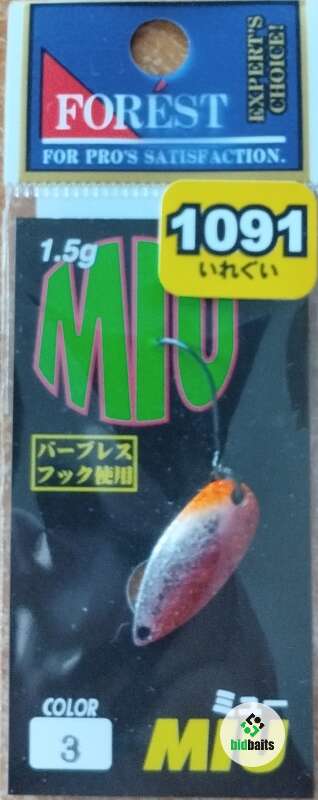 FORÉST
FOR PRO'S SATISFACTION.
EXPERT'S
CHOICE!
1091
いれぐい
1.5g
MIU
バーブレス
フック使用
COLOR
3
ミュー
MIU
bidbaits